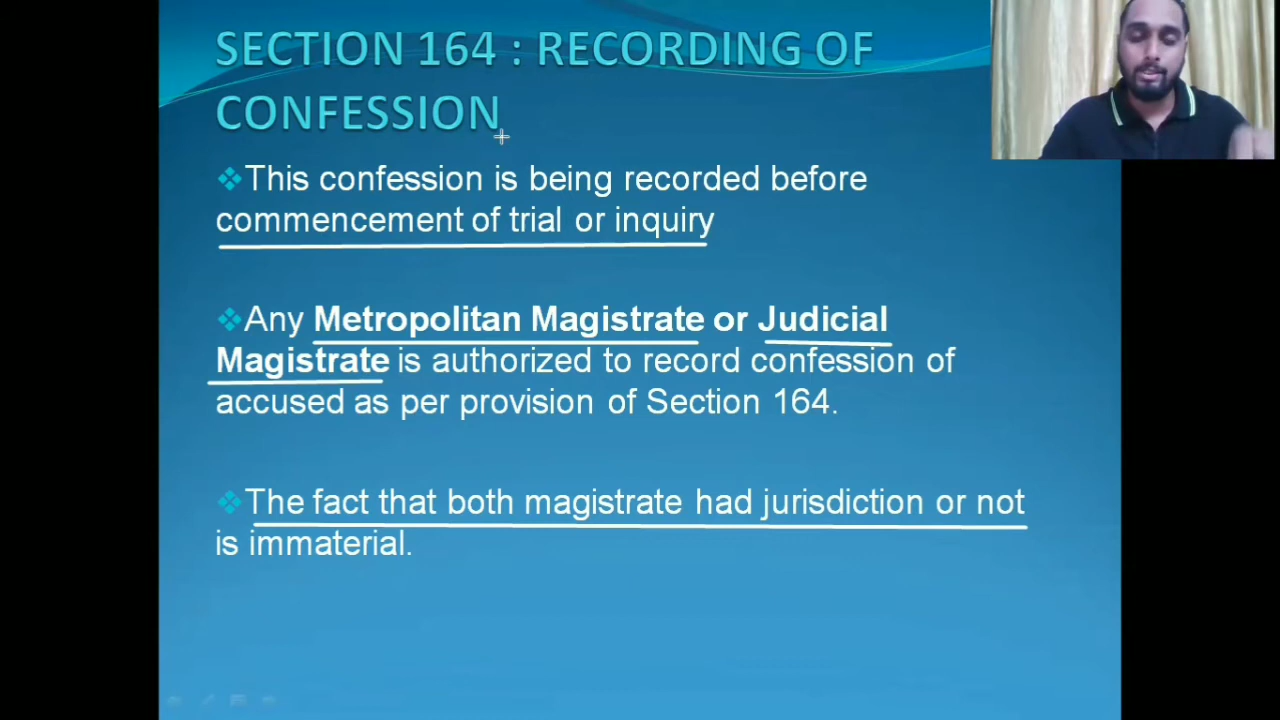 SECTION 164 : RECORDING OF
CONFESSION
❖This confession is being recorded before
commencement of trial or inquiry
❖Any Metropolitan Magistrate or Judicial
Magistrate is authorized to record confession of
accused as per provision of Section 164.
❖The fact that both magistrate had jurisdiction or not
is immaterial.